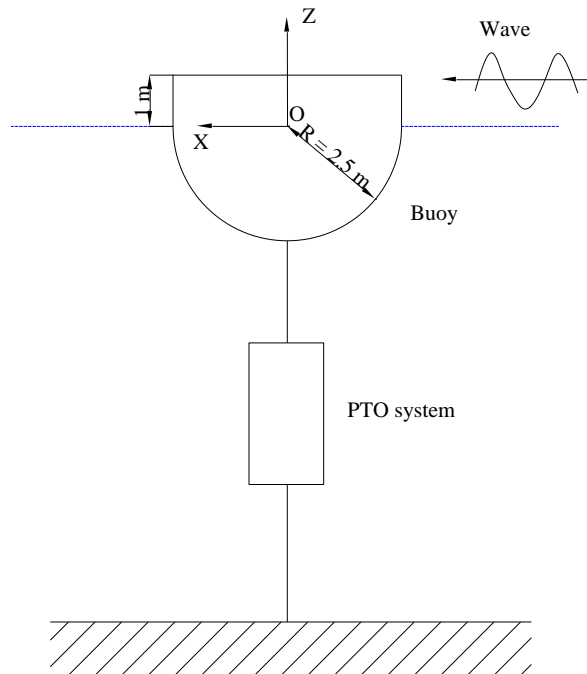 Z
Wave
1 m
O
X
R = 2.5 m
Buoy
PTO system